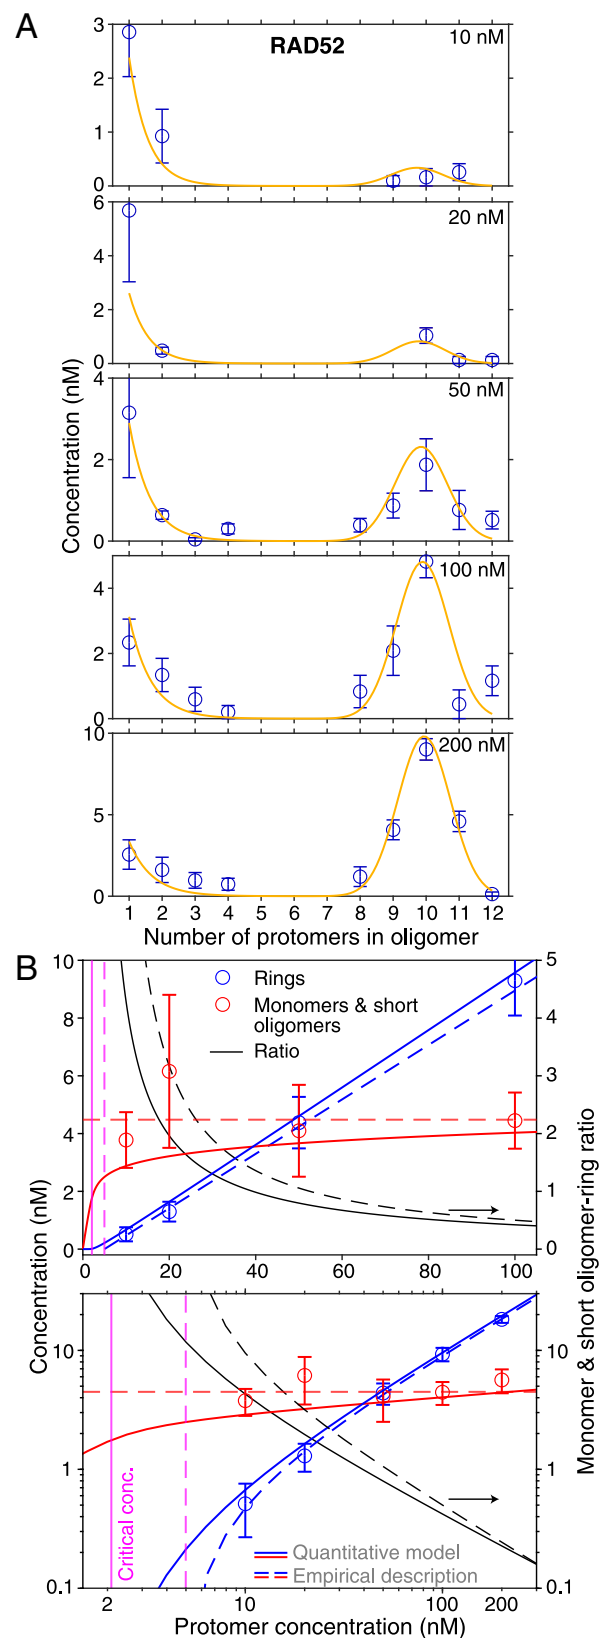 A
RAD52
10 nM
3
2
1
0
20 nM
6
4
2
0
50 nM
4
2
0
100 nM
4
2
0
200 nM
10
5
0
Concentration (nM)
1 2 3 4 5 6 7 8 9 10 11 12
Number of protomers in oligomer
B
10
8
6
4
2
0
Rings
Monomers & short
oligomers
Ratio
5
4
3
2
1
0
0 20 40 60 80 100
Concentration (nM)
Monomer & short oligomer-ring ratio
10
1
0.1
Critical conc.
Quantitative model
Empirical description
10
1
0.1
2 10 100 200
Protomer concentration (nM)